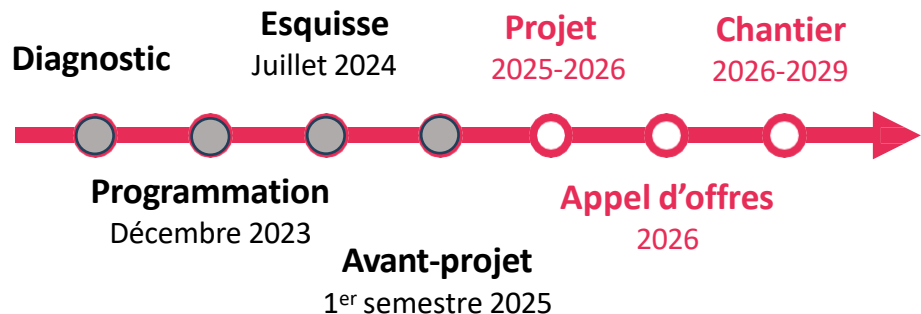 Diagnostic
Programmation
Décembre 2023
Esquisse
Juillet 2024
Avant-projet
1er semestre 2025
Projet
2025-2026
Appel d’offres
2026
Chantier
2026-2029